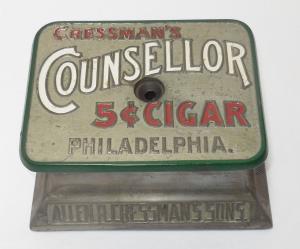 CRESSMAN'S
COUNSELLOR
5¢ CIGAR
PHILADELPHIA.
ALLEN R. CRESSMAN'S SONS.